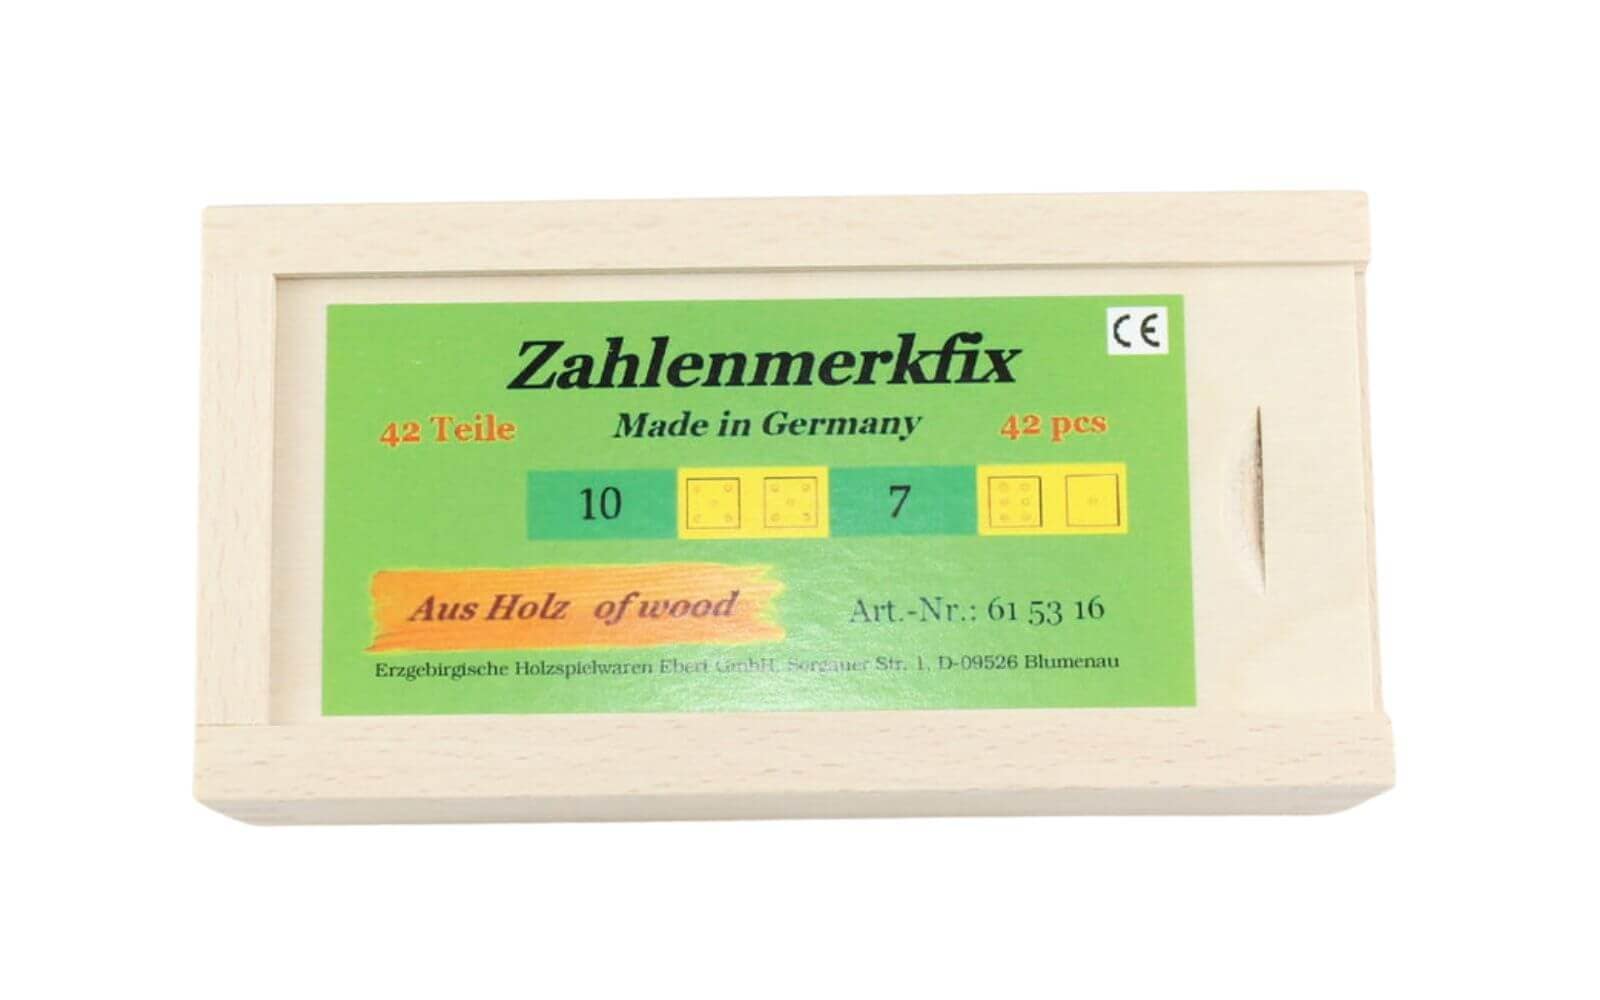 CE
Zahlenmerkfix
42 Teile Made in Germany 42 pcs
10 7
Aus Holz of wood Art.-Nr.: 61 53 16
Erzgebirgische Holzspielwaren Ebert GmbH, Sorgauer Str. 1, D-09526 Blumenau